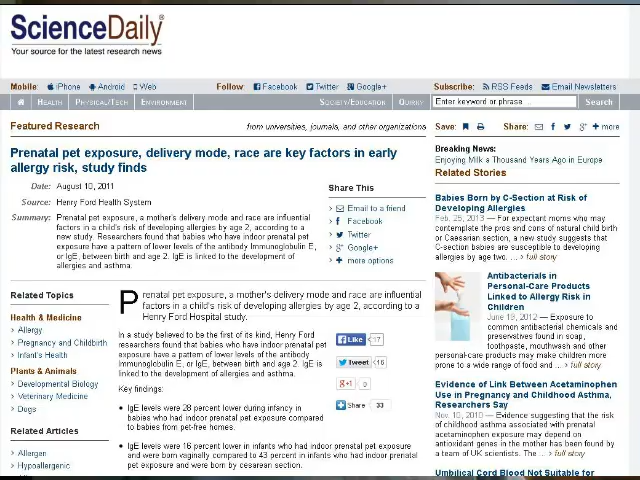 ScienceDaily®
Your source for the latest research news
Mobile: iPhone Android Web
Follow: Facebook Twitter Google+
Subscribe: RSS Feeds Email Newsletters
Health Physical/Tech Environment Society/Education Quirky
Enter keyword or phrase ... Search
Featured Research
from universities, journals, and other organizations
Save: Share: + more
Prenatal pet exposure, delivery mode, race are key factors in early
allergy risk, study finds
Date: August 10, 2011
Source: Henry Ford Health System
Summary: Prenatal pet exposure, a mother's delivery mode and race are influential
factors in a child's risk of developing allergies by age 2, according to a
new study. Researchers found that babies who have indoor prenatal pet
exposure have a pattern of lower levels of the antibody Immunoglobulin E,
or IgE, between birth and age 2. IgE is linked to the development of
allergies and asthma.
Share This
Email to a friend
Facebook
Twitter
Google+
more options
Related Topics
Health & Medicine
Allergy
Pregnancy and Childbirth
Infant's Health
Plants & Animals
Developmental Biology
Veterinary Medicine
Dogs
Related Articles
Allergen
Hypoallergenic
Prenatal pet exposure, a mother's delivery mode and race are influential
factors in a child's risk of developing allergies by age 2, according to a
Henry Ford Hospital study.
In a study believed to be the first of its kind, Henry Ford
researchers found that babies who have indoor prenatal pet
exposure have a pattern of lower levels of the antibody
Immunoglobulin E, or IgE, between birth and age 2. IgE is
linked to the development of allergies and asthma.
Key findings:
IgE levels were 28 percent lower during infancy in
babies who had indoor prenatal pet exposure compared
to babies from pet-free homes.
IgE levels were 16 percent lower in infants who had indoor prenatal pet exposure
and were born vaginally compared to 43 percent in infants who had indoor
prenatal pet exposure and were born by cesearan section.
Like 17
Tweet 16
+1 0
Share 33
Breaking News:
Enjoying Milk a Thousand Years Ago in Europe
Related Stories
Babies Born by C-Section at Risk of
Developing Allergies
Feb. 25, 2013 — For expectant moms who may
contemplate the pros and cons of natural child birth
or Caesarian section, a new study suggests that
C-section babies are susceptible to developing
allergies by age two. ... > full story
Antibacterials in
Personal-Care Products
Linked to Allergy Risk in
Children
June 19, 2012 — Exposure to
common antibacterial chemicals and
preservatives found in soap,
toothpaste, mouthwash and other
personal-care products may make children more
prone to a wide range of food and ... > full story
Evidence of Link Between Acetaminophen
Use in Pregnancy and Childhood Asthma,
Researchers Say
Nov. 10, 2010 — Evidence suggesting that the risk
of childhood asthma associated with prenatal
acetaminophen exposure may depend on
antioxidant genes in the mother has been found by
a team of UK scientists. The ... > full story
Umbilical Cord Blood Not Suitable for